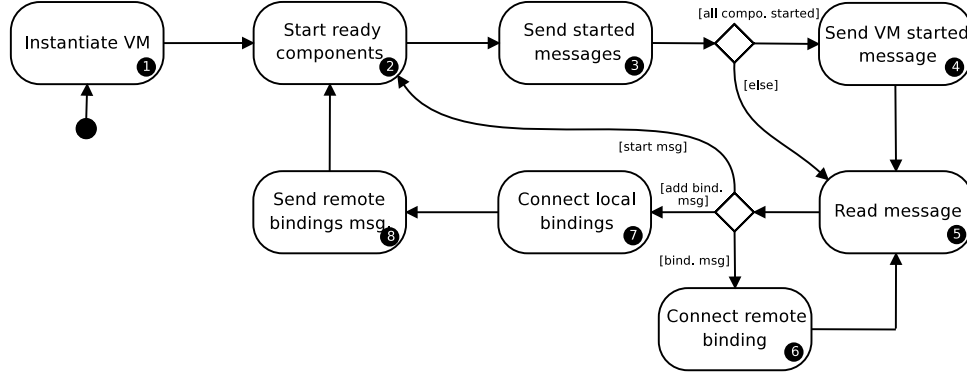 Instantiate VM
1
Start ready
components
2
Send started
messages
3
[all compo. started]
[else]
Send VM started
message
4
[start msg]
Send remote
bindings msg.
8
Connect local
bindings
7
[add bind.
msg]
Read message
5
[bind. msg]
Connect remote
binding
6